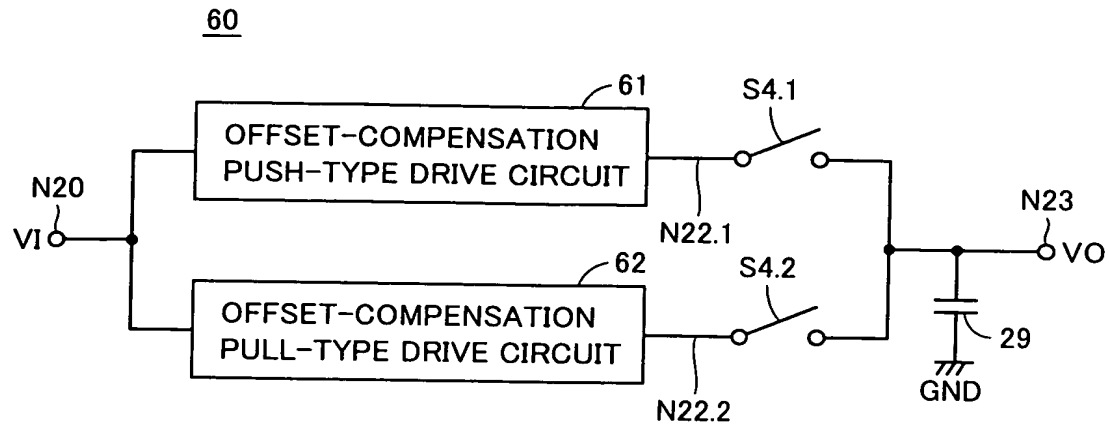 60
61
S4.1
OFFSET-COMPENSATION
PUSH-TYPE DRIVE CIRCUIT
N20
VI
N22.1
N23
VO
62
S4.2
OFFSET-COMPENSATION
PULL-TYPE DRIVE CIRCUIT
29
GND
N22.2